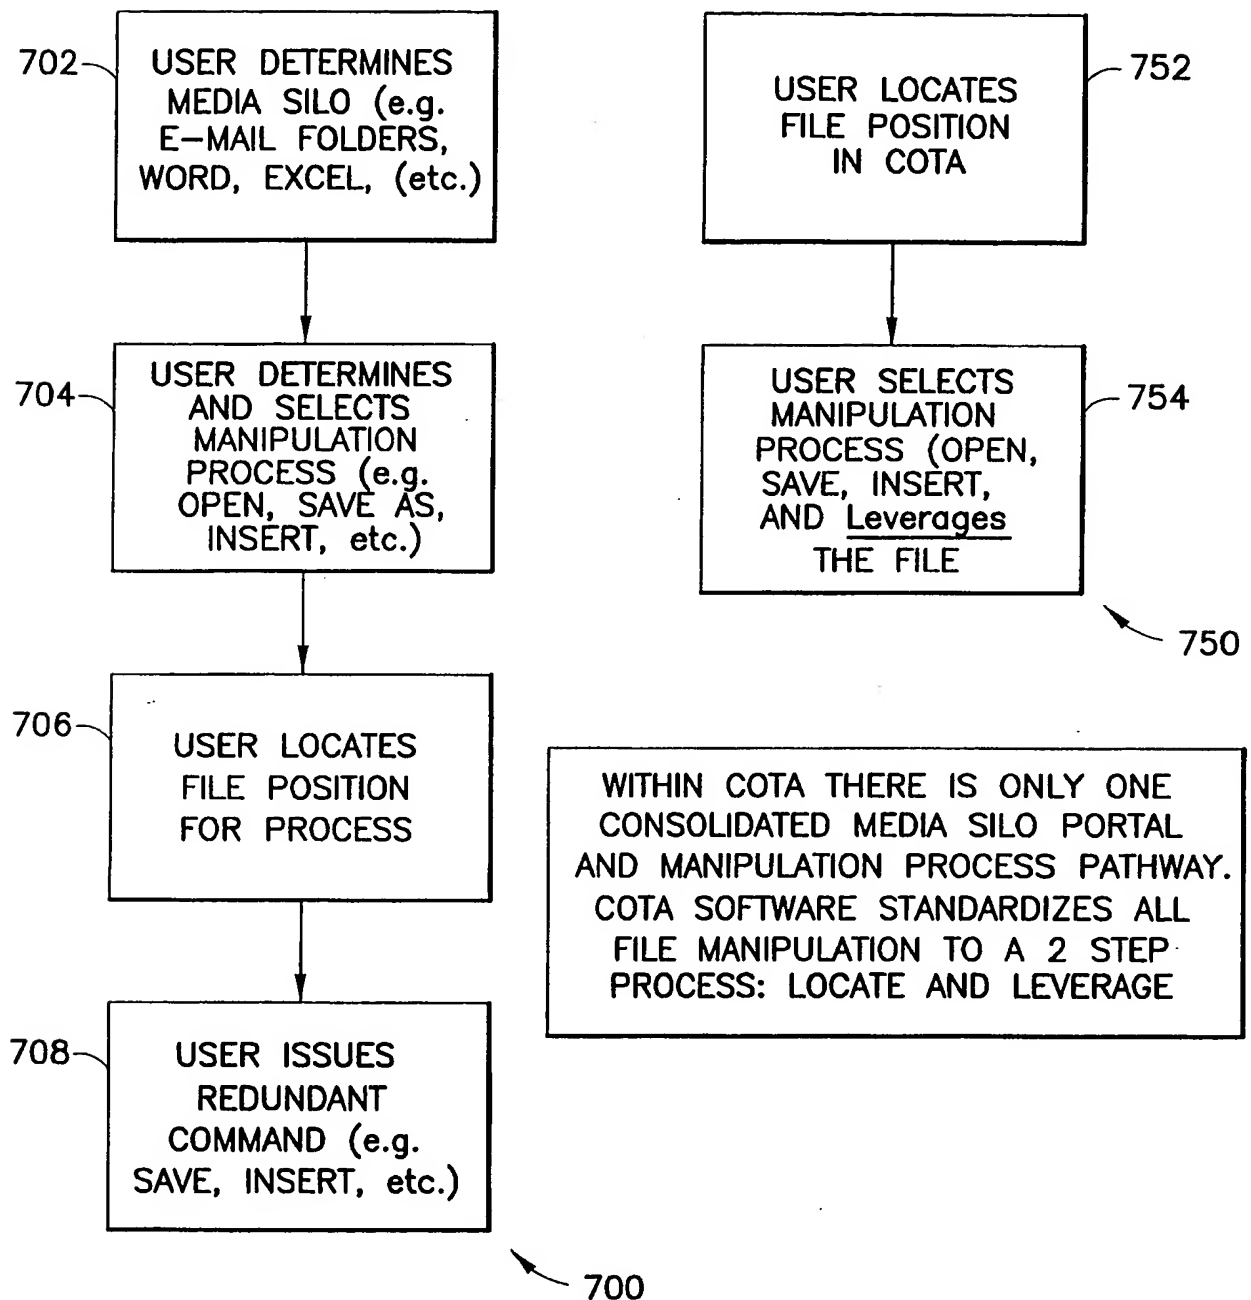 702
USER DETERMINES
MEDIA SILO (e.g.
E-MAIL FOLDERS,
WORD, EXCEL, (etc.)
704
USER DETERMINES
AND SELECTS
MANIPULATION
PROCESS (e.g.
OPEN, SAVE AS,
INSERT, etc.)
706
USER LOCATES
FILE POSITION
FOR PROCESS
708
USER ISSUES
REDUNDANT
COMMAND (e.g.
SAVE, INSERT, etc.)
700
752
USER LOCATES
FILE POSITION
IN COTA
754
USER SELECTS
MANIPULATION
PROCESS (OPEN,
SAVE, INSERT,
AND Leverages
THE FILE
750
WITHIN COTA THERE IS ONLY ONE
CONSOLIDATED MEDIA SILO PORTAL
AND MANIPULATION PROCESS PATHWAY.
COTA SOFTWARE STANDARDIZES ALL
FILE MANIPULATION TO A 2 STEP
PROCESS: LOCATE AND LEVERAGE